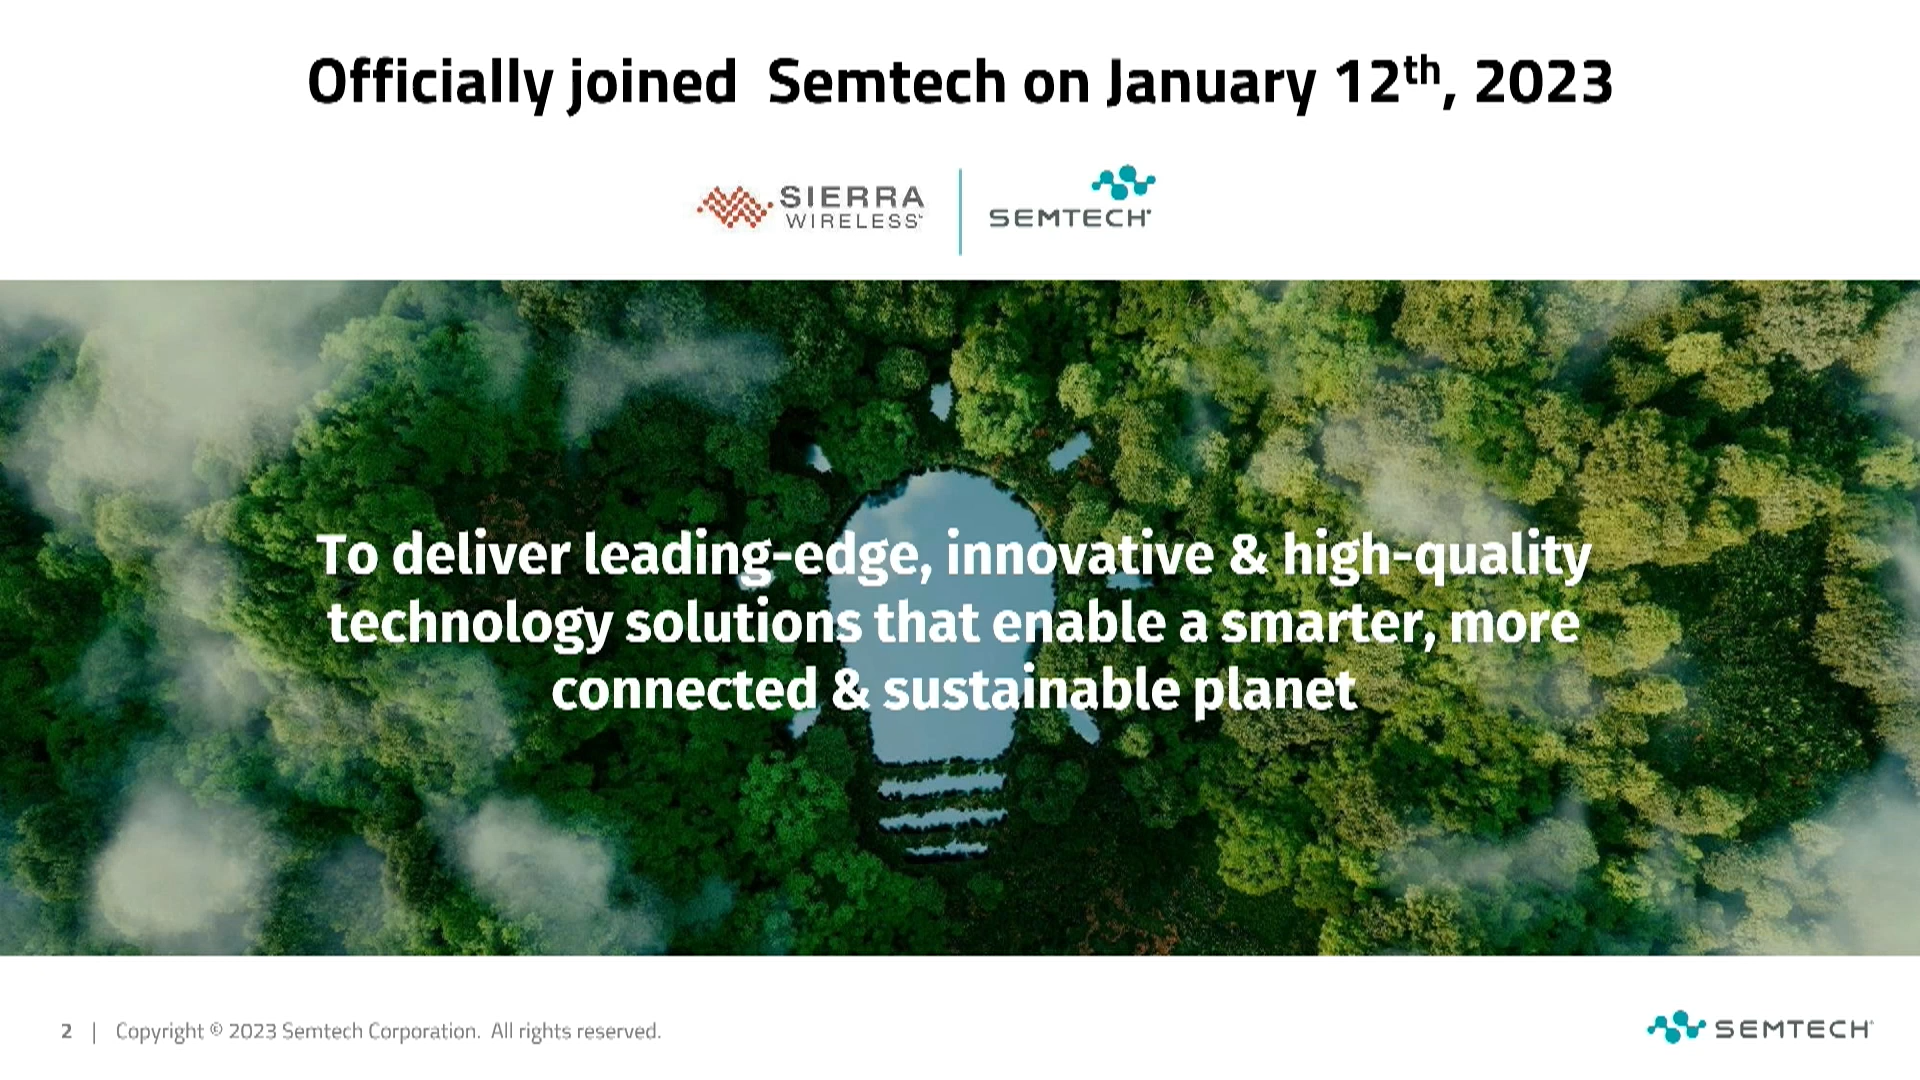 Officially joined  Semtech on January 12th, 2023
SIERRA
WIRELESS
SEMTECH
To deliver leading-edge, innovative & high-quality
technology solutions that enable a smarter, more
connected & sustainable planet
2 | Copyright © 2023 Semtech Corporation.  All rights reserved.
SEMTECH